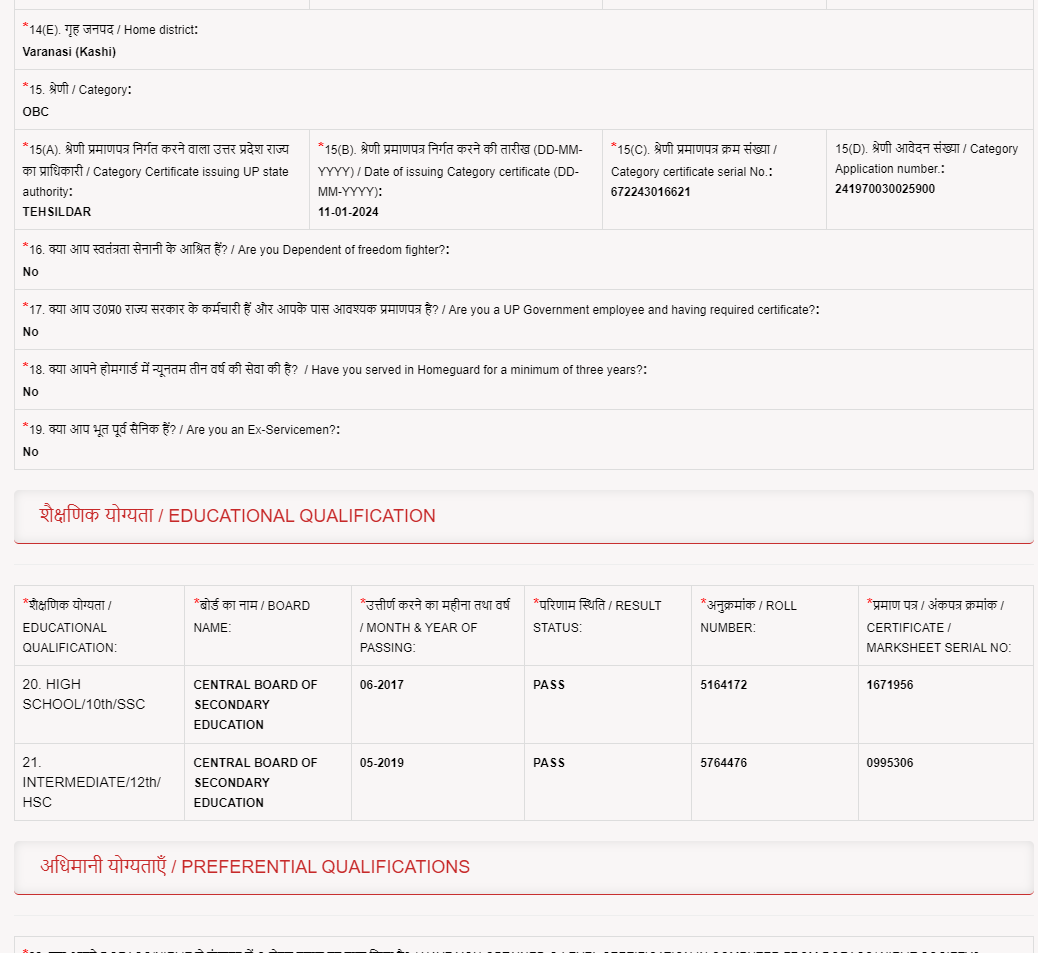 *14(E). गृह जनपद / Home district:
Varanasi (Kashi)
*15. श्रेणी / Category:
OBC
*15(A). श्रेणी प्रमाणपत्र निर्गत करने वाला उत्तर प्रदेश राज्य
का प्राधिकारी / Category Certificate issuing UP state
authority:
TEHSILDAR
*15(B). श्रेणी प्रमाणपत्र निर्गत करने की तारीख (DD-MM-
YYYY) / Date of issuing Category certificate (DD-
MM-YYYY):
11-01-2024
*15(C). श्रेणी प्रमाणपत्र क्रम संख्या /
Category certificate serial No.:
672243016621
15(D). श्रेणी आवेदन संख्या / Category
Application number.:
241970030025900
*16. क्या आप स्वतंत्रता सेनानी के आश्रित हैं? / Are you Dependent of freedom fighter?:
No
*17. क्या आप उ0प्र0 राज्य सरकार के कर्मचारी हैं और आपके पास आवश्यक प्रमाणपत्र है? / Are you a UP Government employee and having required certificate?:
No
*18. क्या आपने होमगार्ड में न्यूनतम तीन वर्ष की सेवा की है? / Have you served in Homeguard for a minimum of three years?:
No
*19. क्या आप भूत पूर्व सैनिक हैं? / Are you an Ex-Servicemen?:
No
शैक्षणिक योग्यता / EDUCATIONAL QUALIFICATION
*शैक्षणिक योग्यता /
EDUCATIONAL
QUALIFICATION:
*बोर्ड का नाम / BOARD
NAME:
*उत्तीर्ण करने का महीना तथा वर्ष
/ MONTH & YEAR OF
PASSING:
*परिणाम स्थिति / RESULT
STATUS:
*अनुक्रमांक / ROLL
NUMBER:
*प्रमाण पत्र / अंकपत्र क्रमांक /
CERTIFICATE /
MARKSHEET SERIAL NO:
20. HIGH
SCHOOL/10th/SSC
CENTRAL BOARD OF
SECONDARY
EDUCATION
06-2017
PASS
5164172
1671956
21.
INTERMEDIATE/12th/
HSC
CENTRAL BOARD OF
SECONDARY
EDUCATION
05-2019
PASS
5764476
0995306
अधिमानी योग्यताएँ / PREFERENTIAL QUALIFICATIONS